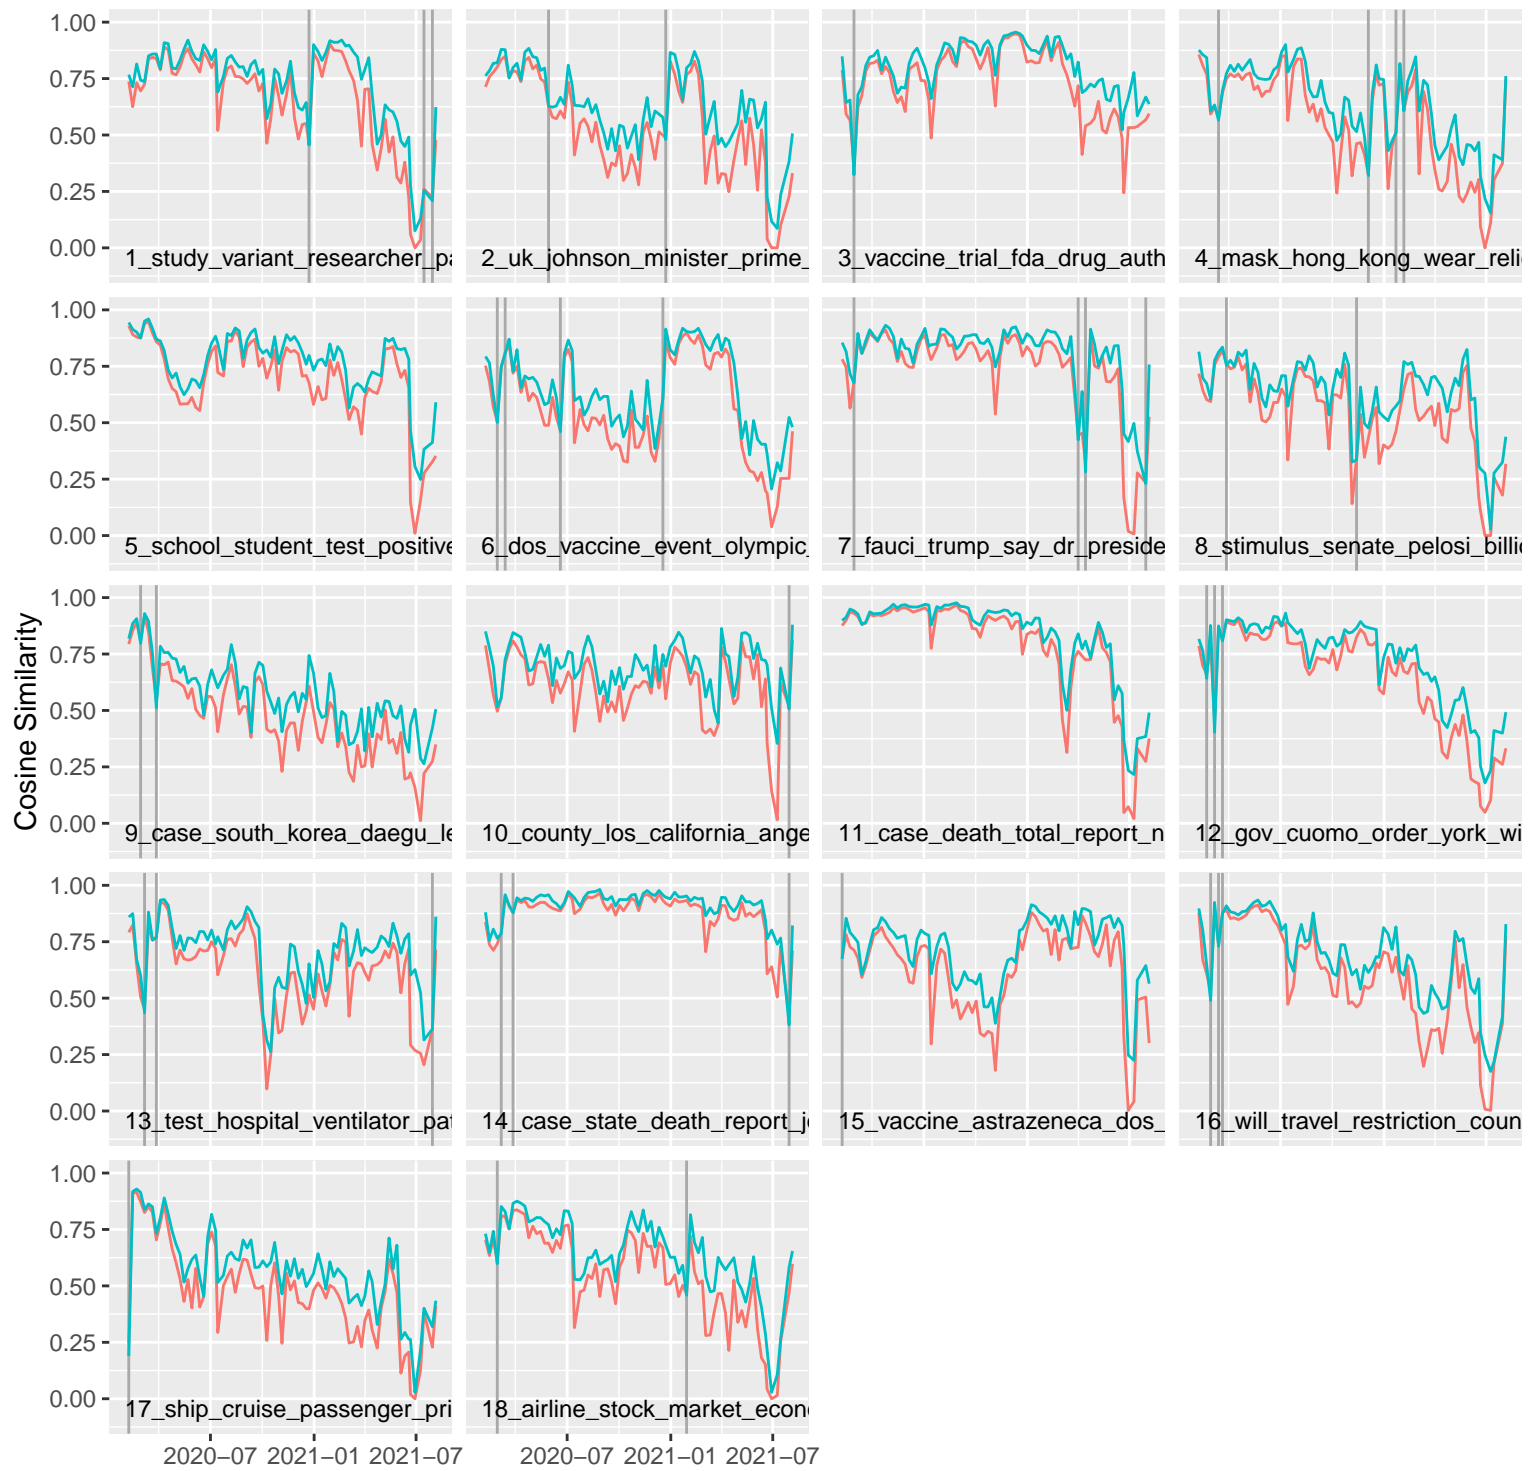 1.00
0.75
0.50
0.25
0.00
1_study_variant_researcher_pa
2_uk_johnson_minister_prime_
3_vaccine_trial_fda_drug_auth
4_mask_hong_kong_wear_reli
1.00
0.75
0.50
0.25
0.00
5_school_student_test_positive
6_dos_vaccine_event_olympic_
7_fauci_trump_say_dr_preside
8_stimulus_senate_pelosi_billi
Cosine Similarity
1.00
0.75
0.50
0.25
0.00
9_case_south_korea_daegu_le
10_county_los_california_ange
11_case_death_total_report_n
12_gov_cuomo_order_york_wi
1.00
0.75
0.50
0.25
0.00
13_test_hospital_ventilator_pat
14_case_state_death_report_j
15_vaccine_astrazeneca_dos_
16_will_travel_restriction_coun
1.00
0.75
0.50
0.25
0.00
17_ship_cruise_passenger_pri
18_airline_stock_market_econ
2020−07 2021−01 2021−07
2020−07 2021−01 2021−07